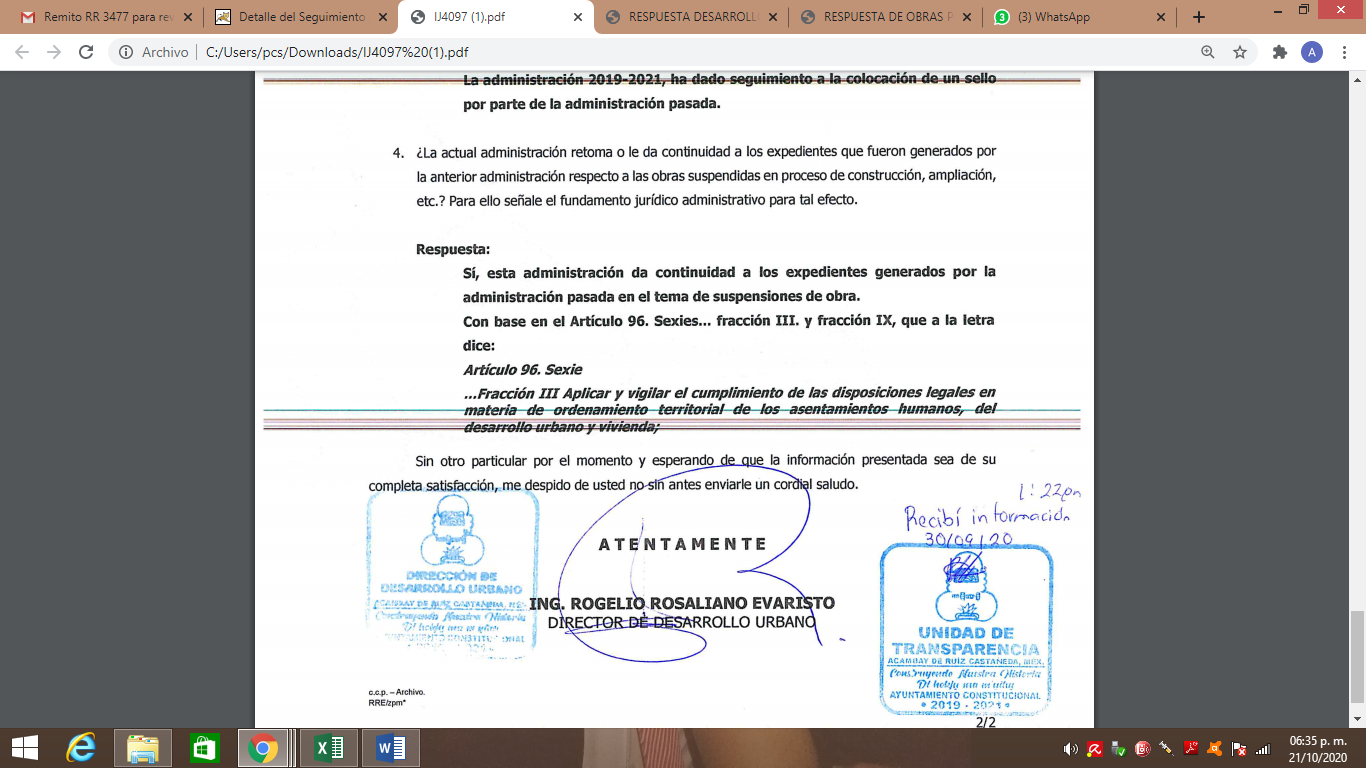 Remito RR 3477 para rev
Detalle del Seguimiento
IJ4097 (1).pdf
RESPUESTA DESARROLL
RESPUESTA DE OBRAS P
(3) WhatsApp
Archivo
C:/Users/pcs/Downloads/IJ4097%20(1).pdf
A
La administración 2019-2021, ha dado seguimiento a la colocación de un sello
por parte de la administración pasada.
4. ¿La actual administración retoma o le da continuidad a los expedientes que fueron generados por
la anterior administración respecto a las obras suspendidas en proceso de construcción, ampliación,
etc.? Para ello señale el fundamento jurídico administrativo para tal efecto.
Respuesta:
Sí, esta administración da continuidad a los expedientes generados por la
administración pasada en el tema de suspensiones de obra.
Con base en el Artículo 96. Sexies... fracción III. y fracción IX, que a la letra
dice:
Artículo 96. Sexie
...Fracción III Aplicar y vigilar el cumplimiento de las disposiciones legales en
materia de ordenamiento territorial de los asentamientos humanos, del
desarrollo urbano y vivienda;
Sin otro particular por el momento y esperando de que la información presentada sea de su
completa satisfacción, me despido de usted no sin antes enviarle un cordial saludo.
1:22pm
Recibí información
30/09/20
ATENTAMENTE
ING. ROGELIO ROSALIANO EVARISTO
DIRECTOR DE DESARROLLO URBANO
DIRECCIÓN DE
DESARROLLO URBANO
ACAMBAY DE RUIZ CASTAÑEDA, MEX.
Construyendo Nuestra Historia
UNIDAD DE
TRANSPARENCIA
ACAMBAY DE RUÍZ CASTAÑEDA, MEX.
Construyendo Nuestra Historia
AYUNTAMIENTO CONSTITUCIONAL
• 2019 - 2021 •
c.c.p. – Archivo.
RRE/zpm*
2/2
06:35 p. m.
21/10/2020